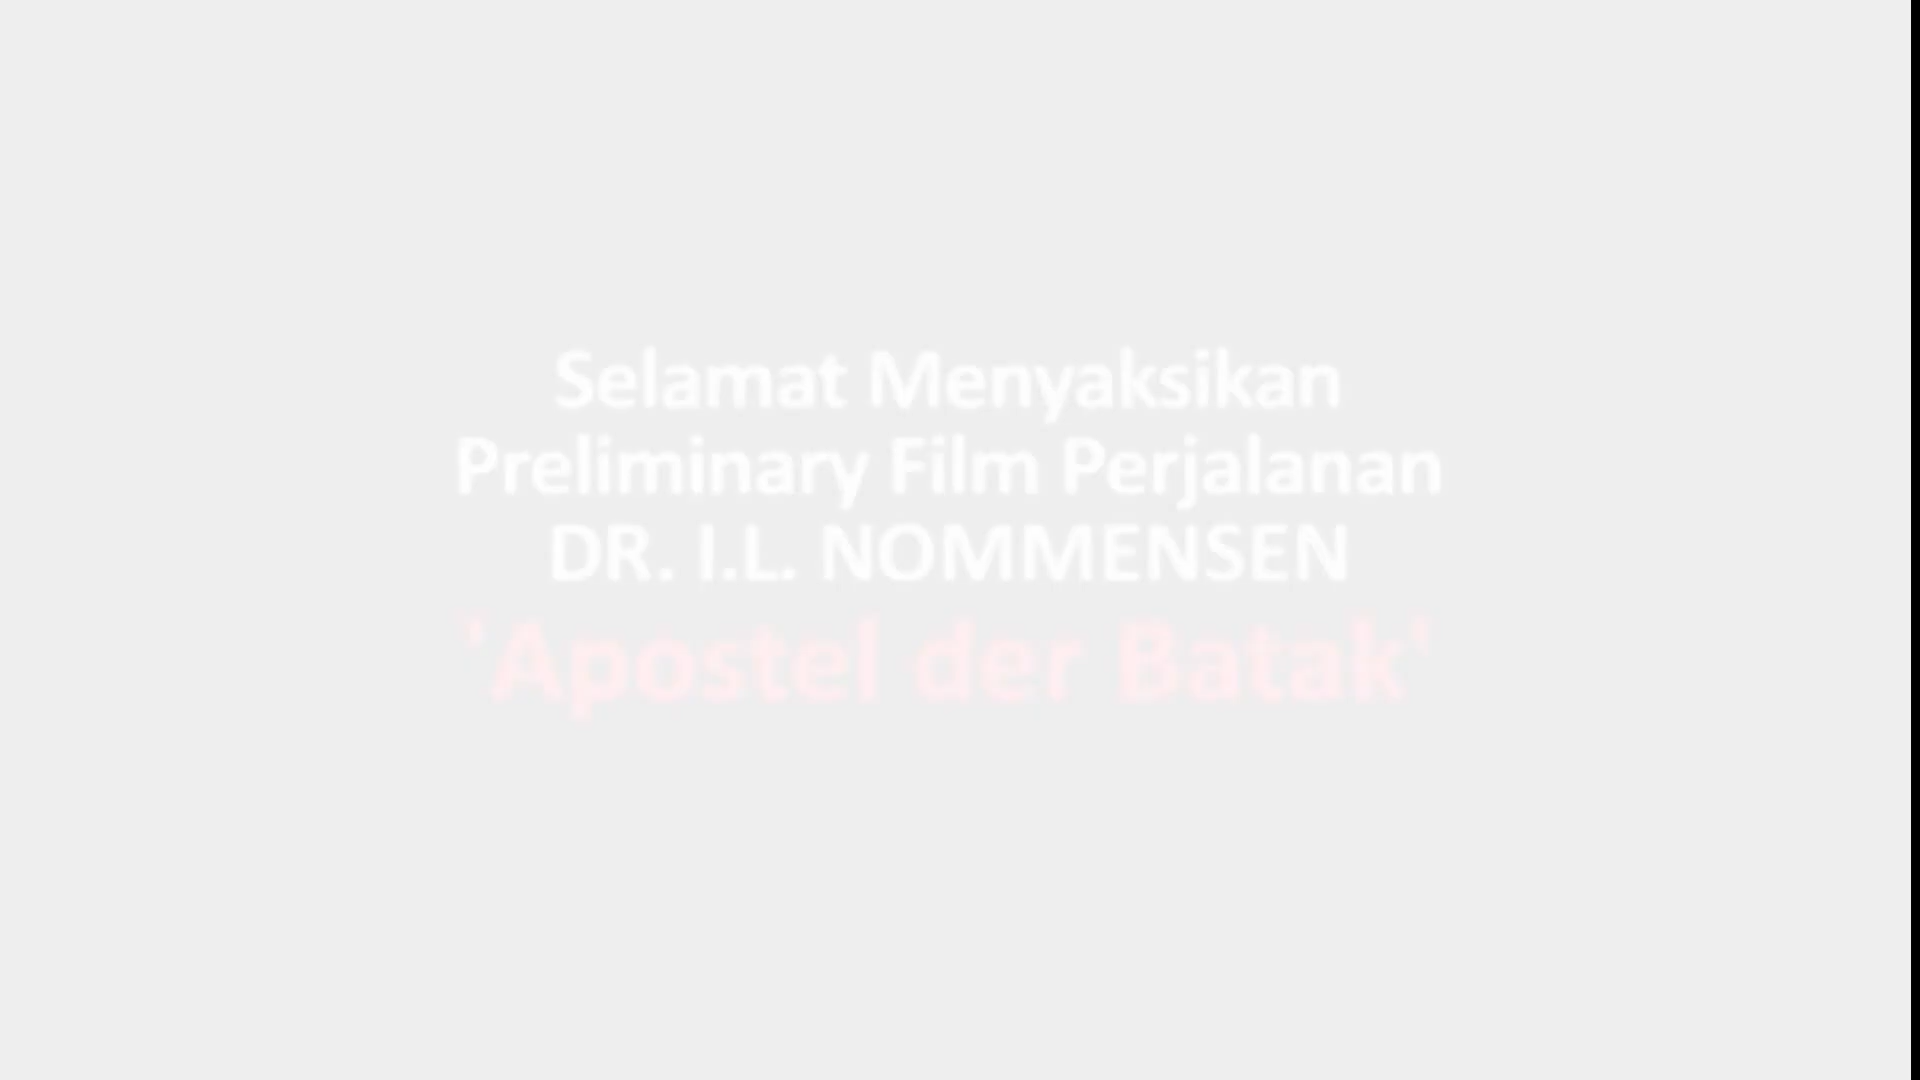 Selamat Menyaksikan
Preliminary Film Perjalanan
DR. I.L. NOMMENSEN
'Apostel der Batak'